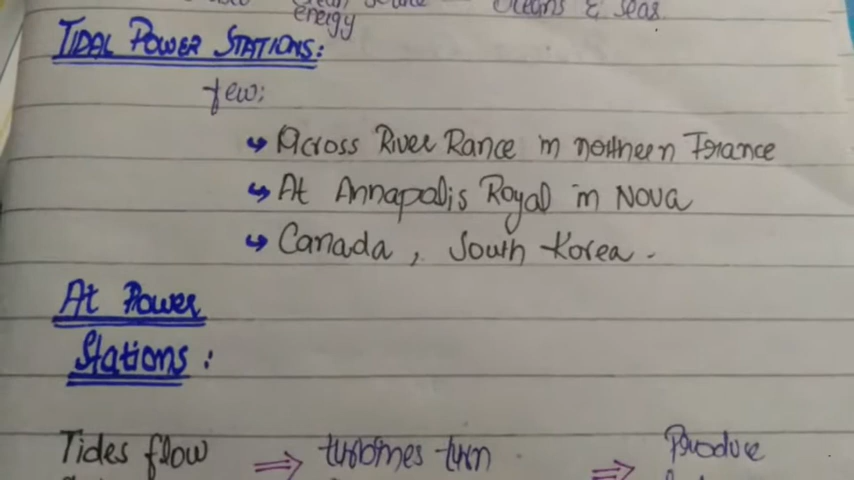 energy Oceans & Seas
TIDAL POWER STATIONS:
few:
↳ Across River Rance in northern France
↳ At Annapolis Royal in Nova
↳ Canada, South Korea.
At Power
Stations:
Tides flow ⇒ turbines turn ⇒ Produce